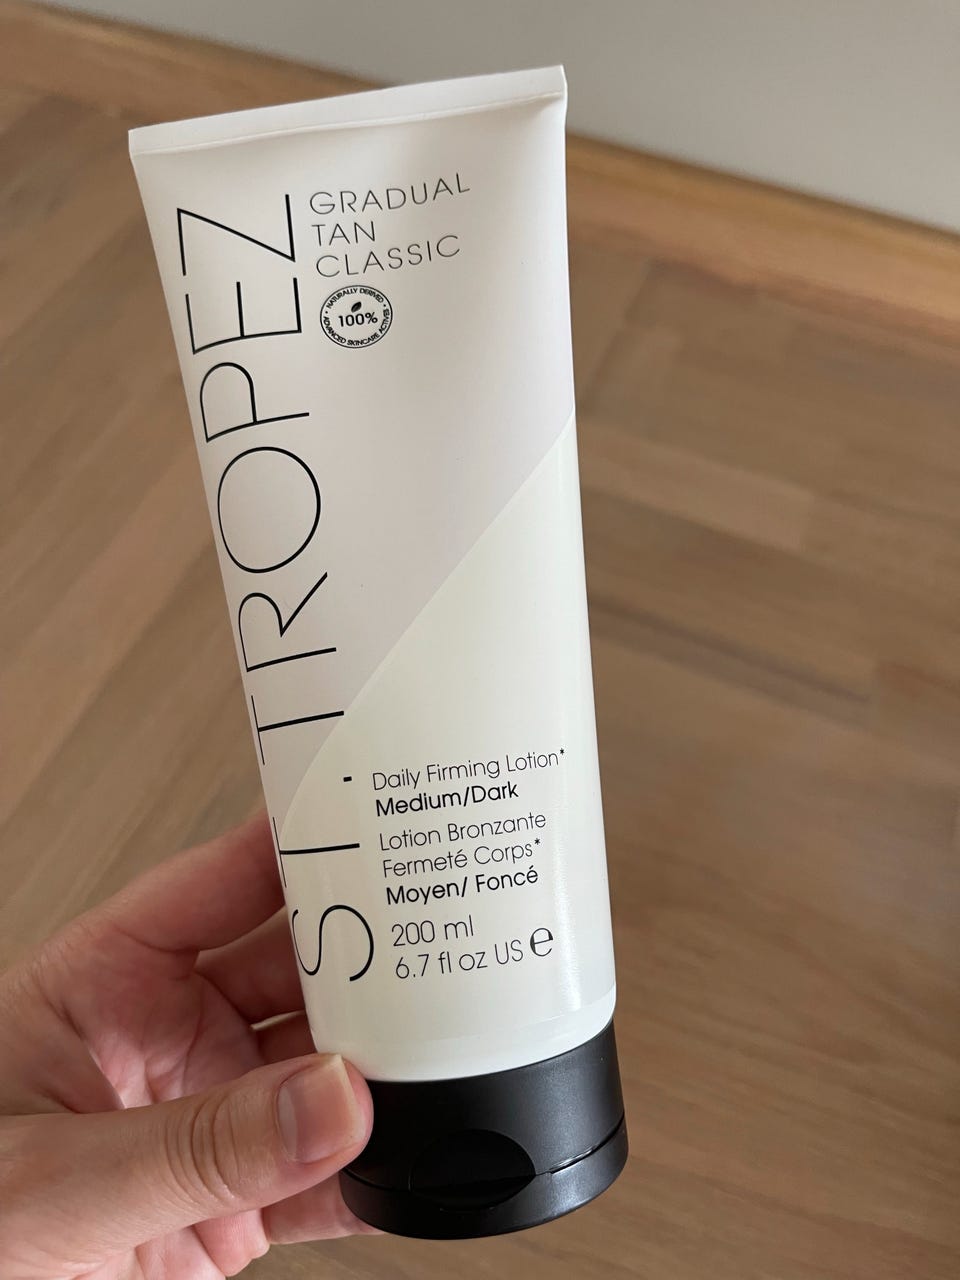 ST.TROPEZ
GRADUAL
TAN
CLASSIC
• NATURALLY DERIVED •
100%
ADVANCED SKINCARE ACTIVES
Daily Firming Lotion*
Medium/Dark
Lotion Bronzante
Fermeté Corps*
Moyen/ Foncé
200 ml
6.7 fl oz US ℮